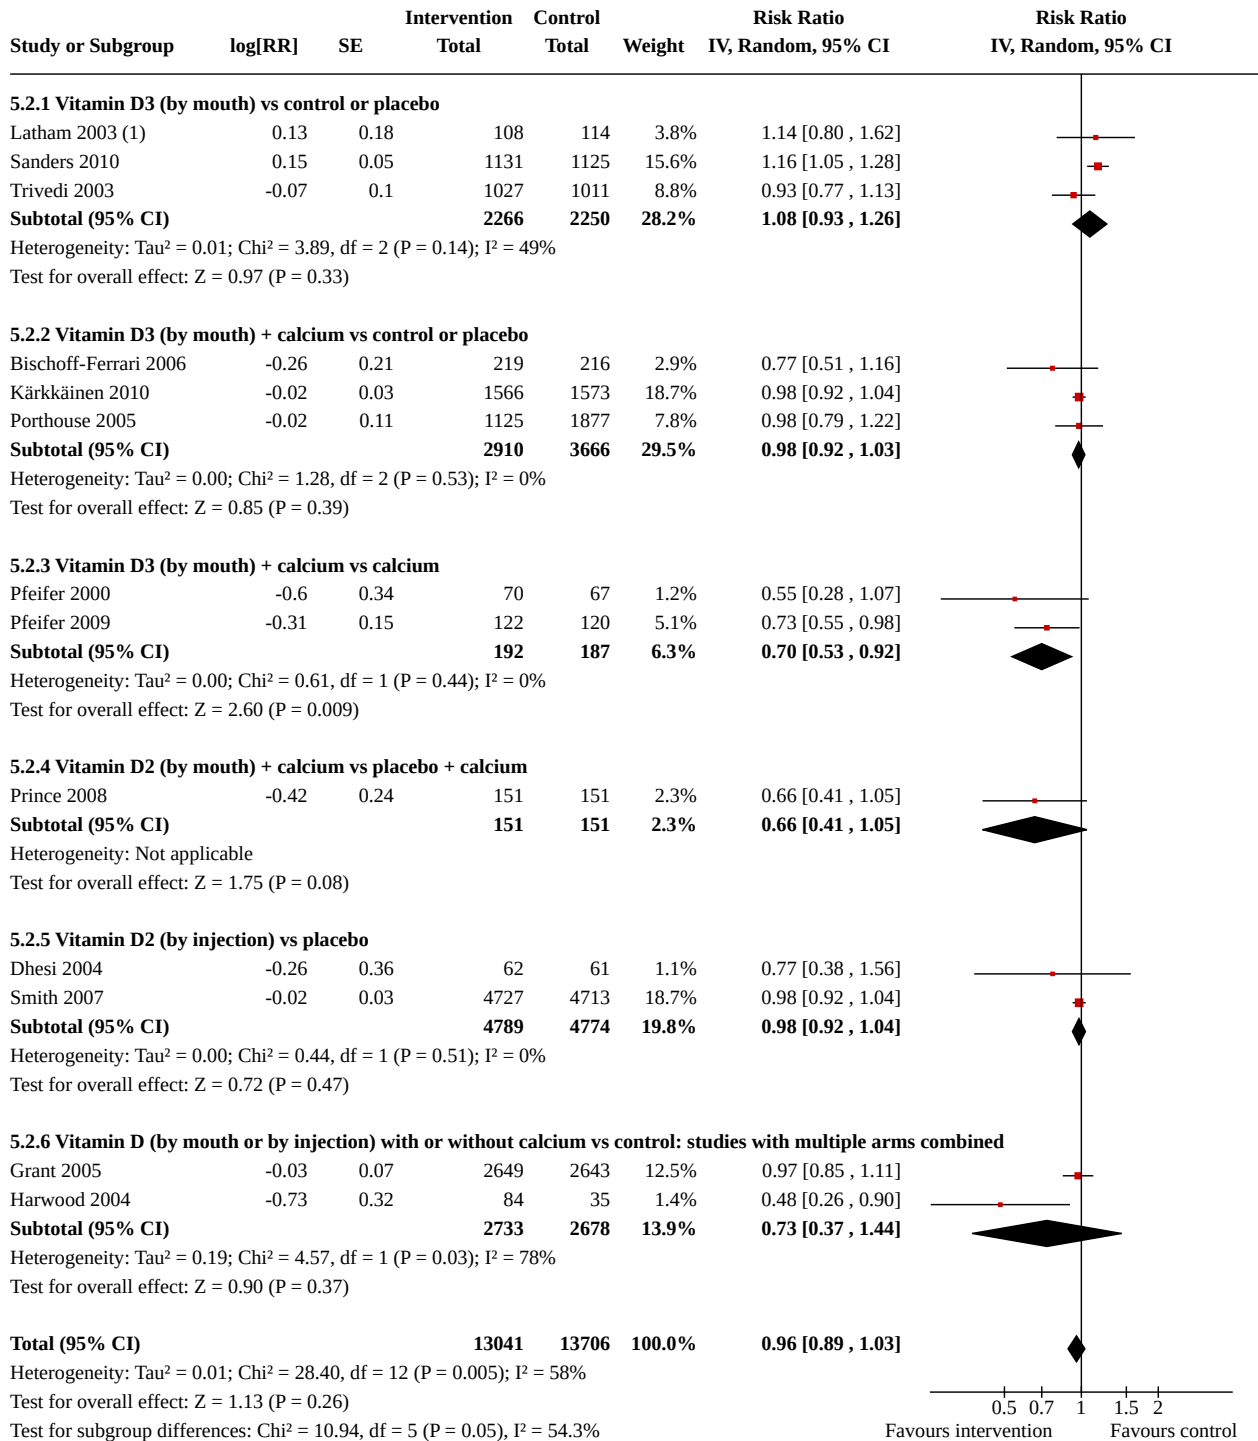 Intervention Control Risk Ratio Risk Ratio
Study or Subgroup log[RR] SE Total Total Weight IV, Random, 95% CI IV, Random, 95% CI
5.2.1 Vitamin D3 (by mouth) vs control or placebo
Latham 2003 (1) 0.13 0.18 108 114 3.8% 1.14 [0.80 , 1.62]
Sanders 2010 0.15 0.05 1131 1125 15.6% 1.16 [1.05 , 1.28]
Trivedi 2003 -0.07 0.1 1027 1011 8.8% 0.93 [0.77 , 1.13]
Subtotal (95% CI) 2266 2250 28.2% 1.08 [0.93 , 1.26]
Heterogeneity: Tau² = 0.01; Chi² = 3.89, df = 2 (P = 0.14); I² = 49%
Test for overall effect: Z = 0.97 (P = 0.33)
5.2.2 Vitamin D3 (by mouth) + calcium vs control or placebo
Bischoff-Ferrari 2006 -0.26 0.21 219 216 2.9% 0.77 [0.51 , 1.16]
Kärkkäinen 2010 -0.02 0.03 1566 1573 18.7% 0.98 [0.92 , 1.04]
Porthouse 2005 -0.02 0.11 1125 1877 7.8% 0.98 [0.79 , 1.22]
Subtotal (95% CI) 2910 3666 29.5% 0.98 [0.92 , 1.03]
Heterogeneity: Tau² = 0.00; Chi² = 1.28, df = 2 (P = 0.53); I² = 0%
Test for overall effect: Z = 0.85 (P = 0.39)
5.2.3 Vitamin D3 (by mouth) + calcium vs calcium
Pfeifer 2000 -0.6 0.34 70 67 1.2% 0.55 [0.28 , 1.07]
Pfeifer 2009 -0.31 0.15 122 120 5.1% 0.73 [0.55 , 0.98]
Subtotal (95% CI) 192 187 6.3% 0.70 [0.53 , 0.92]
Heterogeneity: Tau² = 0.00; Chi² = 0.61, df = 1 (P = 0.44); I² = 0%
Test for overall effect: Z = 2.60 (P = 0.009)
5.2.4 Vitamin D2 (by mouth) + calcium vs placebo + calcium
Prince 2008 -0.42 0.24 151 151 2.3% 0.66 [0.41 , 1.05]
Subtotal (95% CI) 151 151 2.3% 0.66 [0.41 , 1.05]
Heterogeneity: Not applicable
Test for overall effect: Z = 1.75 (P = 0.08)
5.2.5 Vitamin D2 (by injection) vs placebo
Dhesi 2004 -0.26 0.36 62 61 1.1% 0.77 [0.38 , 1.56]
Smith 2007 -0.02 0.03 4727 4713 18.7% 0.98 [0.92 , 1.04]
Subtotal (95% CI) 4789 4774 19.8% 0.98 [0.92 , 1.04]
Heterogeneity: Tau² = 0.00; Chi² = 0.44, df = 1 (P = 0.51); I² = 0%
Test for overall effect: Z = 0.72 (P = 0.47)
5.2.6 Vitamin D (by mouth or by injection) with or without calcium vs control: studies with multiple arms combined
Grant 2005 -0.03 0.07 2649 2643 12.5% 0.97 [0.85 , 1.11]
Harwood 2004 -0.73 0.32 84 35 1.4% 0.48 [0.26 , 0.90]
Subtotal (95% CI) 2733 2678 13.9% 0.73 [0.37 , 1.44]
Heterogeneity: Tau² = 0.19; Chi² = 4.57, df = 1 (P = 0.03); I² = 78%
Test for overall effect: Z = 0.90 (P = 0.37)
Total (95% CI) 13041 13706 100.0% 0.96 [0.89 , 1.03]
Heterogeneity: Tau² = 0.01; Chi² = 28.40, df = 12 (P = 0.005); I² = 58%
Test for overall effect: Z = 1.13 (P = 0.26)
0.5 0.7 1 1.5 2
Test for subgroup differences: Chi² = 10.94, df = 5 (P = 0.05), I² = 54.3% Favours intervention Favours control